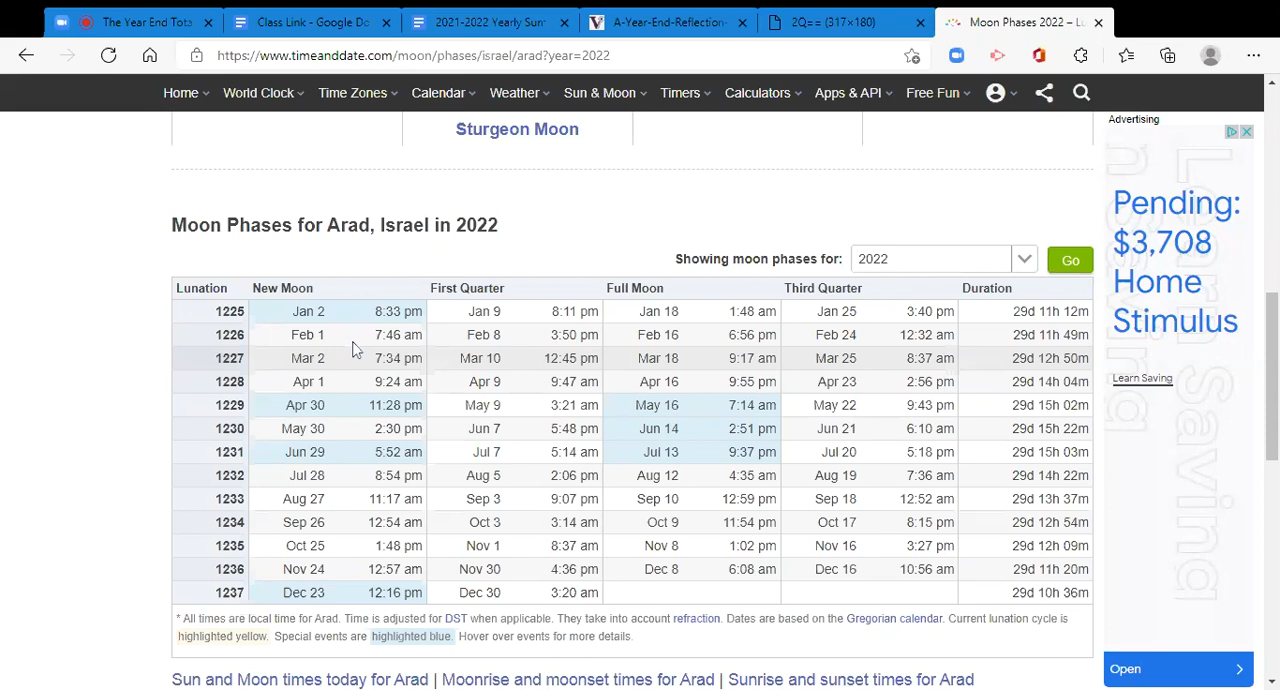 The Year End Tota
Class Link - Google Do
2021-2022 Yearly Sun
A-Year-End-Reflection-
2Q== (317×180)
Moon Phases 2022 – Lu
https://www.timeanddate.com/moon/phases/israel/arad?year=2022
Home World Clock Time Zones Calendar Weather Sun & Moon Timers Calculators Apps & API Free Fun
Advertising
Sturgeon Moon
Pending:
$3,708
Home
Stimulus
Learn Saving
Open
Moon Phases for Arad, Israel in 2022
Showing moon phases for: 2022 Go
Lunation New Moon First Quarter Full Moon Third Quarter Duration
1225 Jan 2 8:33 pm Jan 9 8:11 pm Jan 18 1:48 am Jan 25 3:40 pm 29d 11h 12m
1226 Feb 1 7:46 am Feb 8 3:50 pm Feb 16 6:56 pm Feb 24 12:32 am 29d 11h 49m
1227 Mar 2 7:34 pm Mar 10 12:45 pm Mar 18 9:17 am Mar 25 8:37 am 29d 12h 50m
1228 Apr 1 9:24 am Apr 9 9:47 am Apr 16 9:55 pm Apr 23 2:56 pm 29d 14h 04m
1229 Apr 30 11:28 pm May 9 3:21 am May 16 7:14 am May 22 9:43 pm 29d 15h 02m
1230 May 30 2:30 pm Jun 7 5:48 pm Jun 14 2:51 pm Jun 21 6:10 am 29d 15h 22m
1231 Jun 29 5:52 am Jul 7 5:14 am Jul 13 9:37 pm Jul 20 5:18 pm 29d 15h 03m
1232 Jul 28 8:54 pm Aug 5 2:06 pm Aug 12 4:35 am Aug 19 7:36 am 29d 14h 22m
1233 Aug 27 11:17 am Sep 3 9:07 pm Sep 10 12:59 pm Sep 18 12:52 am 29d 13h 37m
1234 Sep 26 12:54 am Oct 3 3:14 am Oct 9 11:54 pm Oct 17 8:15 pm 29d 12h 54m
1235 Oct 25 1:48 pm Nov 1 8:37 am Nov 8 1:02 pm Nov 16 3:27 pm 29d 12h 09m
1236 Nov 24 12:57 am Nov 30 4:36 pm Dec 8 6:08 am Dec 16 10:56 am 29d 11h 20m
1237 Dec 23 12:16 pm Dec 30 3:20 am 29d 10h 36m
* All times are local time for Arad. Time is adjusted for DST when applicable. They take into account refraction. Dates are based on the Gregorian calendar. Current lunation cycle is
highlighted yellow. Special events are highlighted blue. Hover over events for more details.
Sun and Moon times today for Arad | Moonrise and moonset times for Arad | Sunrise and sunset times for Arad